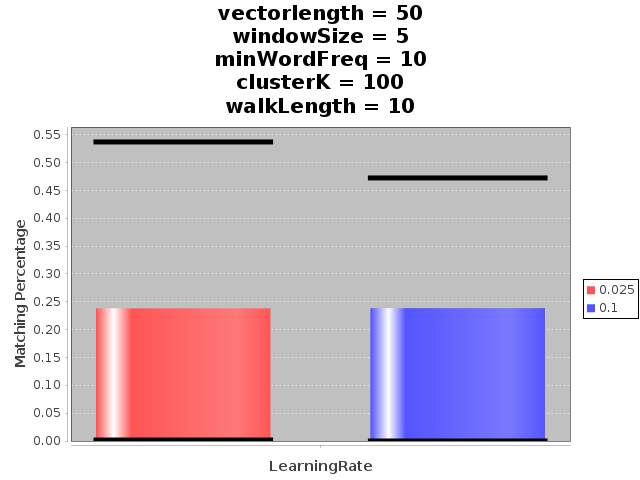 vectorlength = 50
windowSize = 5
minWordFreq = 10
clusterK = 100
walkLength = 10
0.55
0.50
0.45
0.40
0.35
0.30
0.25
0.20
0.15
0.10
0.05
0.00
Matching Percentage
LearningRate
0.025
0.1